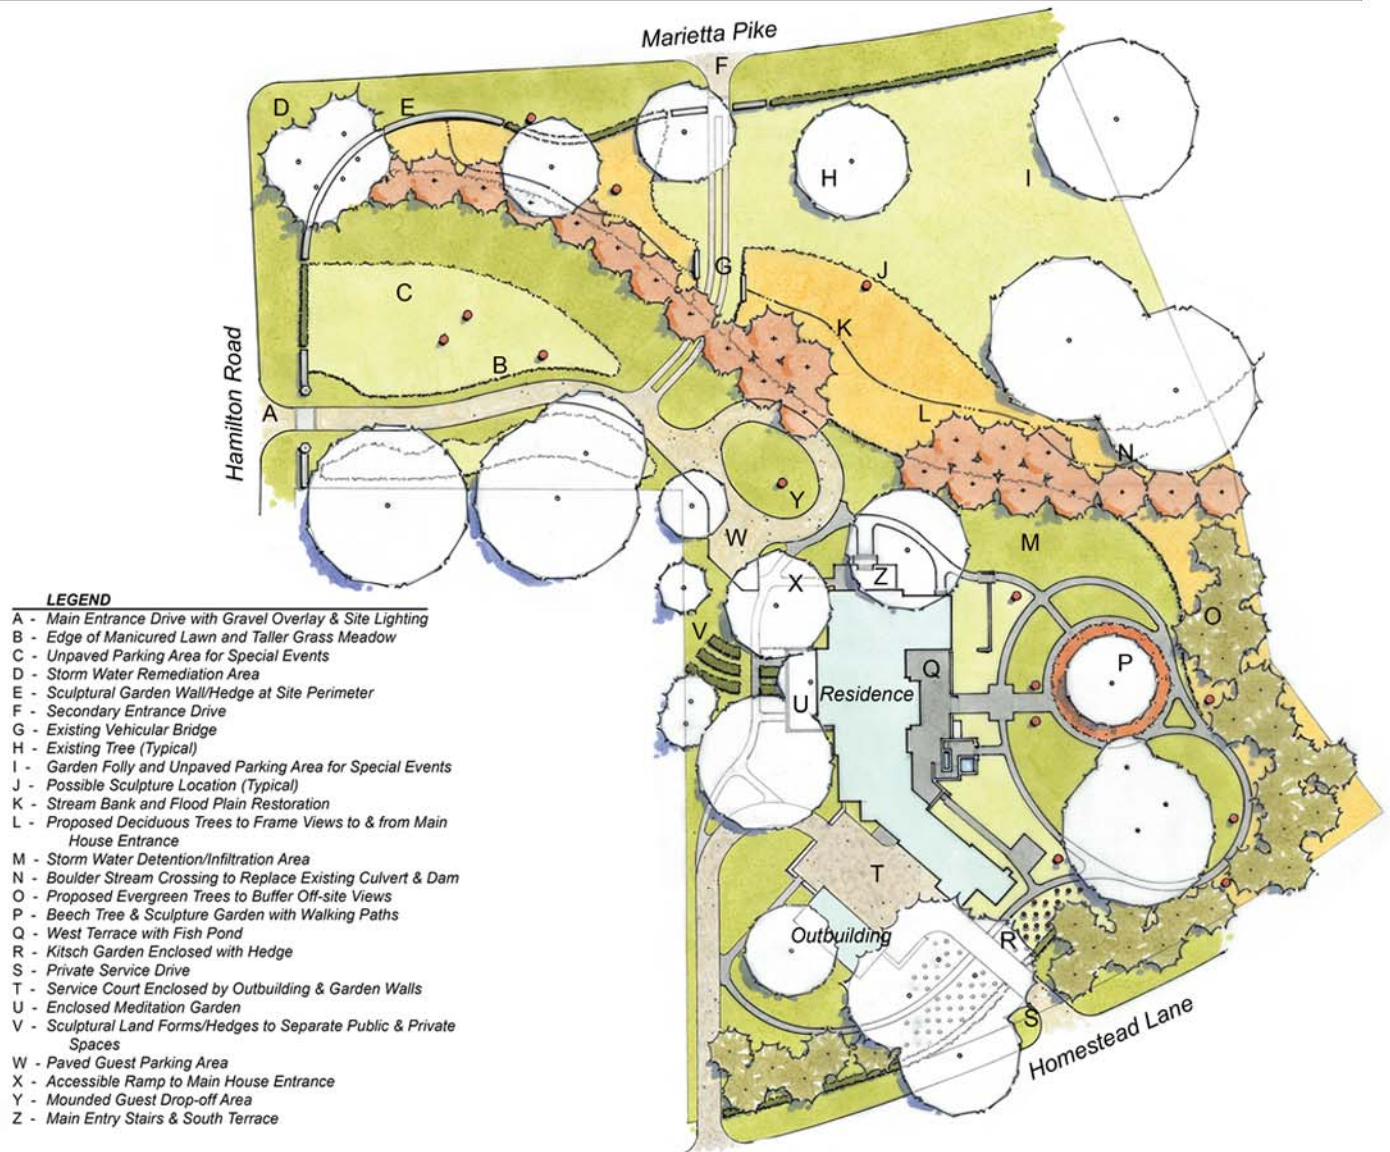 Marietta Pike
F
D
E
H
I
G
J
C
K
B
L
A
Hamilton Road
N
Y
W
M
X
Z
LEGEND
A - Main Entrance Drive with Gravel Overlay & Site Lighting
B - Edge of Manicured Lawn and Taller Grass Meadow
C - Unpaved Parking Area for Special Events
D - Storm Water Remediation Area
E - Sculptural Garden Wall/Hedge at Site Perimeter
F - Secondary Entrance Drive
G - Existing Vehicular Bridge
H - Existing Tree (Typical)
I - Garden Folly and Unpaved Parking Area for Special Events
J - Possible Sculpture Location (Typical)
K - Stream Bank and Flood Plain Restoration
L - Proposed Deciduous Trees to Frame Views to & from Main
House Entrance
M - Storm Water Detention/Infiltration Area
N - Boulder Stream Crossing to Replace Existing Culvert & Dam
O - Proposed Evergreen Trees to Buffer Off-site Views
P - Beech Tree & Sculpture Garden with Walking Paths
Q - West Terrace with Fish Pond
R - Kitsch Garden Enclosed with Hedge
S - Private Service Drive
T - Service Court Enclosed by Outbuilding & Garden Walls
U - Enclosed Meditation Garden
V - Sculptural Land Forms/Hedges to Separate Public & Private
Spaces
W - Paved Guest Parking Area
X - Accessible Ramp to Main House Entrance
Y - Mounded Guest Drop-off Area
Z - Main Entry Stairs & South Terrace
O
V
P
Q
Residence
U
T
Outbuilding
R
S
Homestead Lane